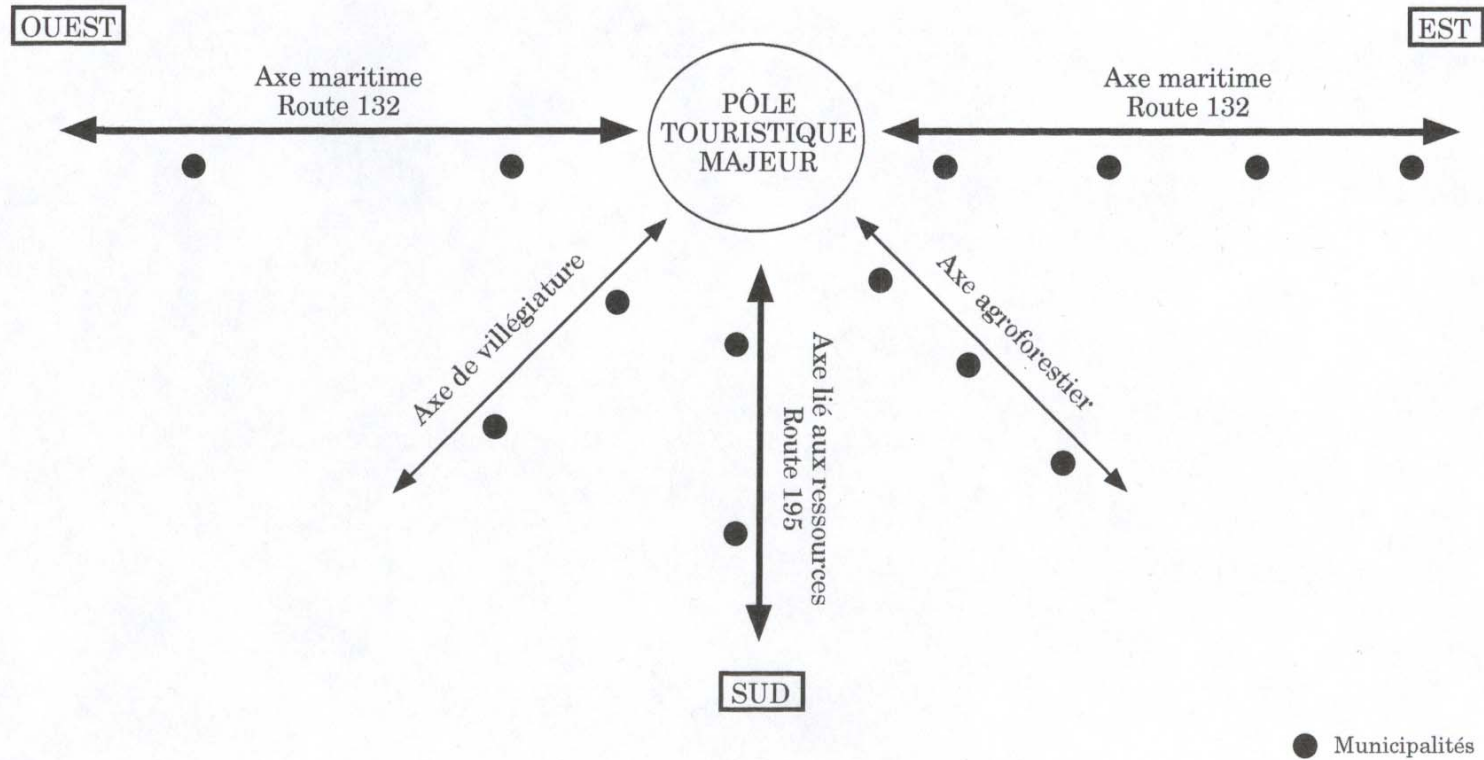 OUEST
EST
Axe maritime
Route 132
PÔLE
TOURISTIQUE
MAJEUR
Axe maritime
Route 132
Axe de villégiature
Axe lié aux ressources
Route 195
Axe agroforestier
SUD
Municipalités